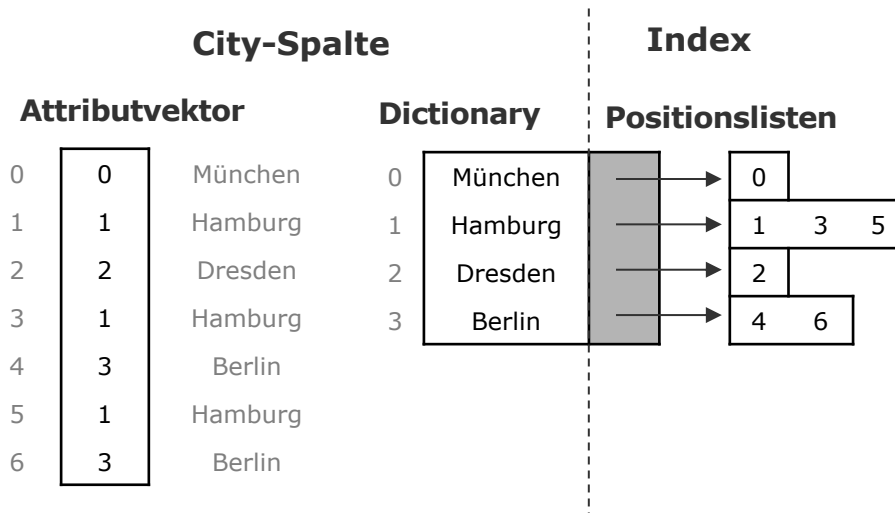 City-Spalte
Index
Attributvektor
Dictionary
Positionslisten
0 0 München 0 München 0
1 1 Hamburg 1 Hamburg 1 3 5
2 2 Dresden 2 Dresden 2
3 1 Hamburg 3 Berlin 4 6
4 3 Berlin
5 1 Hamburg
6 3 Berlin